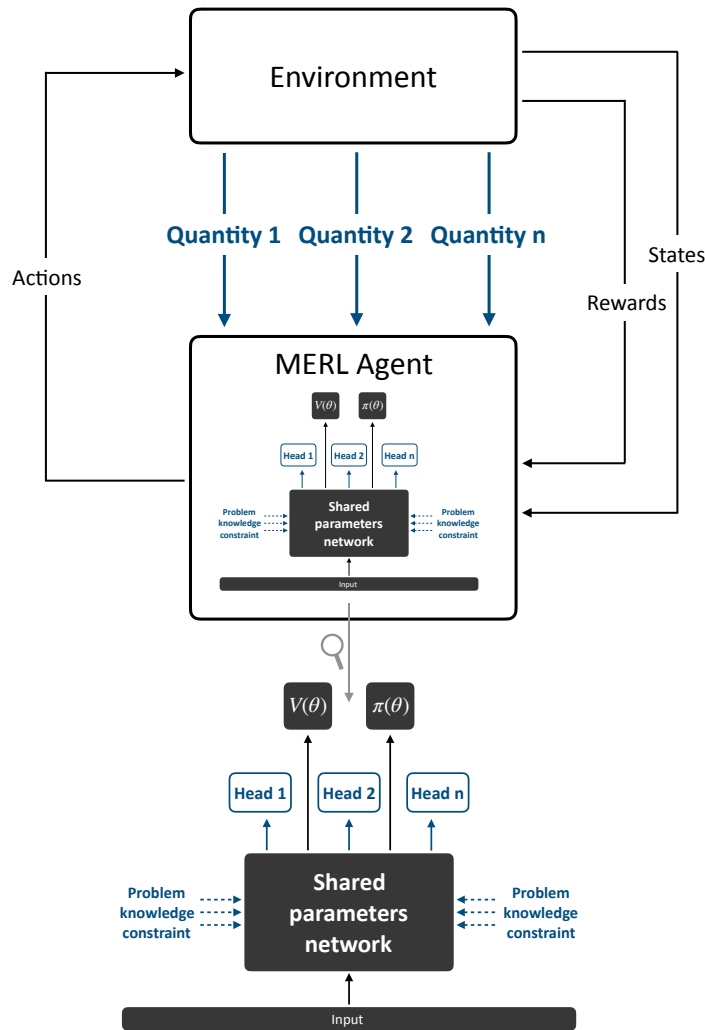 Environment
Quantity 1 Quantity 2 Quantity n
States
Actions
Rewards
MERL Agent
V(θ) π(θ)
Head 1 Head 2 Head n
Problem
knowledge
constraint
Shared
parameters
network
Problem
knowledge
constraint
Input
V(θ) π(θ)
Head 1 Head 2 Head n
Problem
knowledge
constraint
Shared
parameters
network
Problem
knowledge
constraint
Input